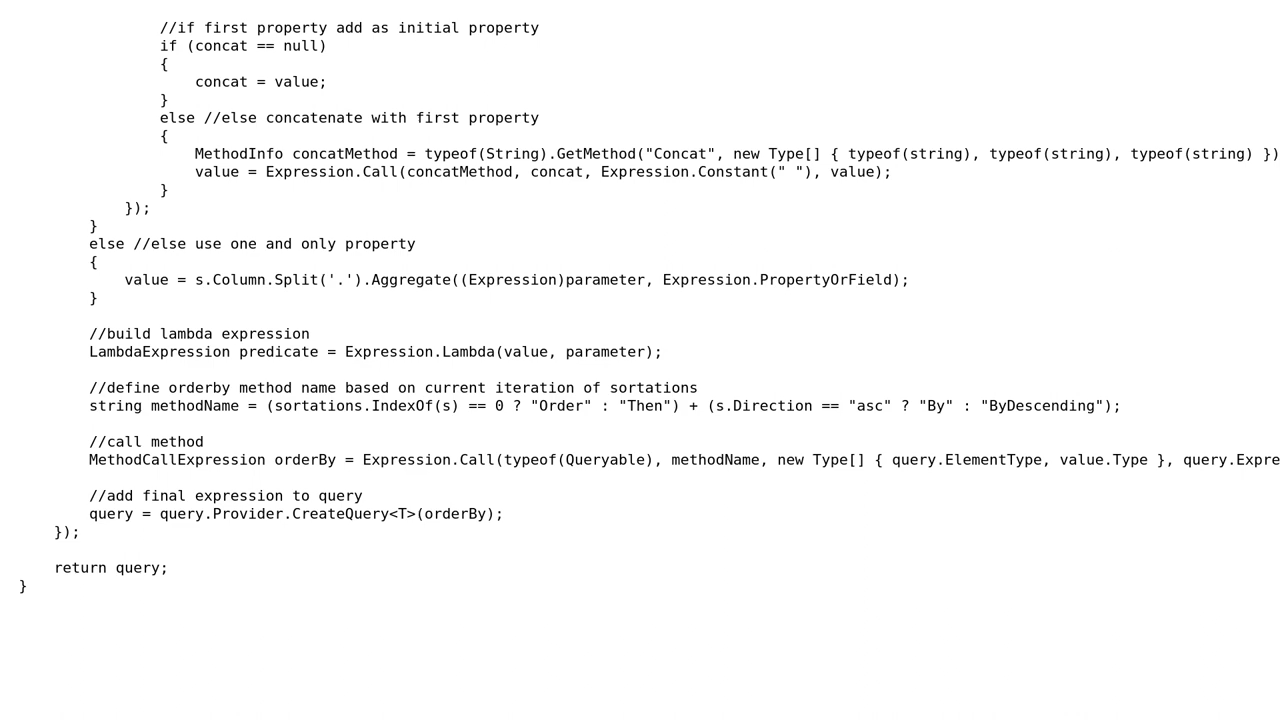 //if first property add as initial property
if (concat == null)
{
concat = value;
}
else //else concatenate with first property
{
MethodInfo concatMethod = typeof(String).GetMethod("Concat", new Type[] { typeof(string), typeof(string), typeof(string) })
value = Expression.Call(concatMethod, concat, Expression.Constant(" "), value);
}
});
}
else //else use one and only property
{
value = s.Column.Split('.').Aggregate((Expression)parameter, Expression.PropertyOrField);
}
//build lambda expression
LambdaExpression predicate = Expression.Lambda(value, parameter);
//define orderby method name based on current iteration of sortations
string methodName = (sortations.IndexOf(s) == 0 ? "Order" : "Then") + (s.Direction == "asc" ? "By" : "ByDescending");
//call method
MethodCallExpression orderBy = Expression.Call(typeof(Queryable), methodName, new Type[] { query.ElementType, value.Type }, query.Expre
//add final expression to query
query = query.Provider.CreateQuery<T>(orderBy);
});
return query;
}